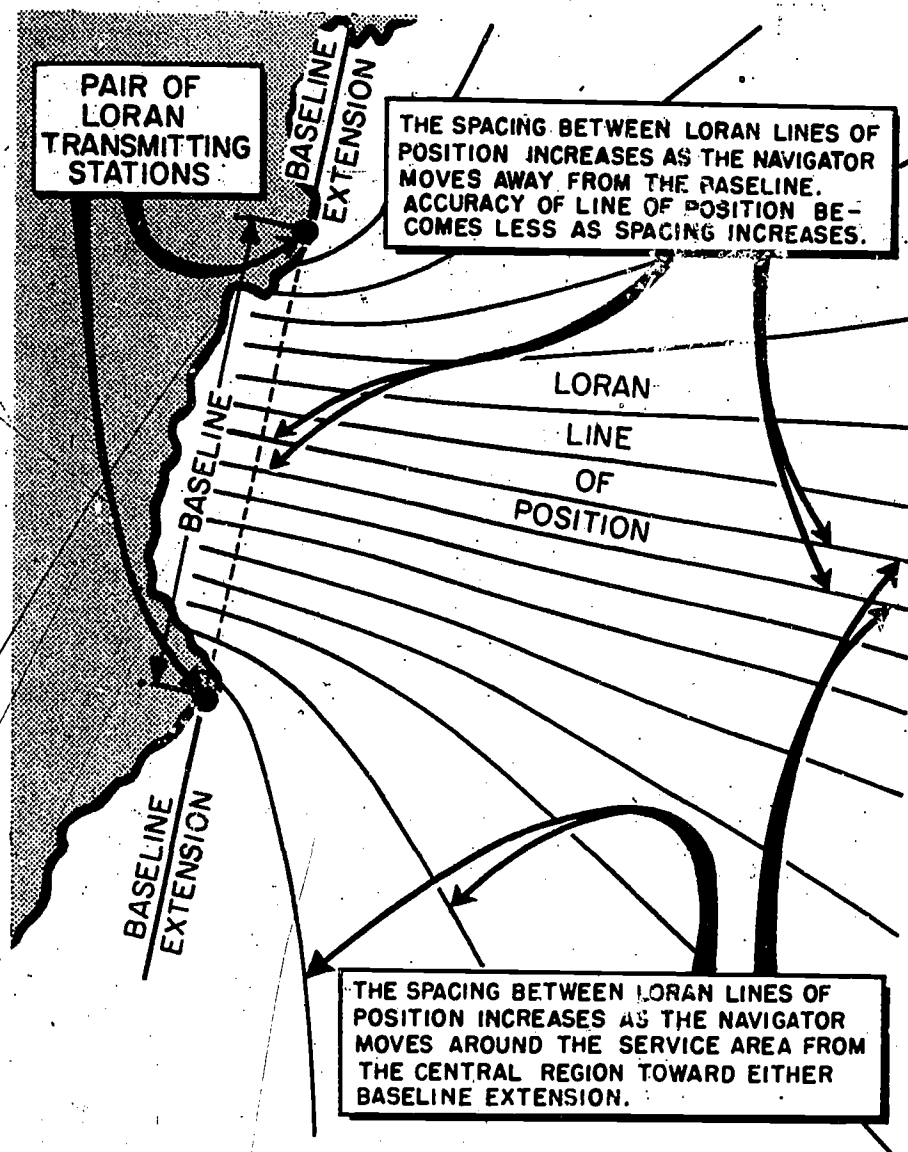 PAIR OF
LORAN
TRANSMITTING
STATIONS
BASELINE
EXTENSION
THE SPACING BETWEEN LORAN LINES OF
POSITION INCREASES AS THE NAVIGATOR
MOVES AWAY FROM THE BASELINE.
ACCURACY OF LINE OF POSITION BE-
COMES LESS AS SPACING INCREASES.
LORAN
LINE
OF
POSITION
BASELINE
BASELINE
EXTENSION
THE SPACING BETWEEN LORAN LINES OF
POSITION INCREASES AS THE NAVIGATOR
MOVES AROUND THE SERVICE AREA FROM
THE CENTRAL REGION TOWARD EITHER
BASELINE EXTENSION.